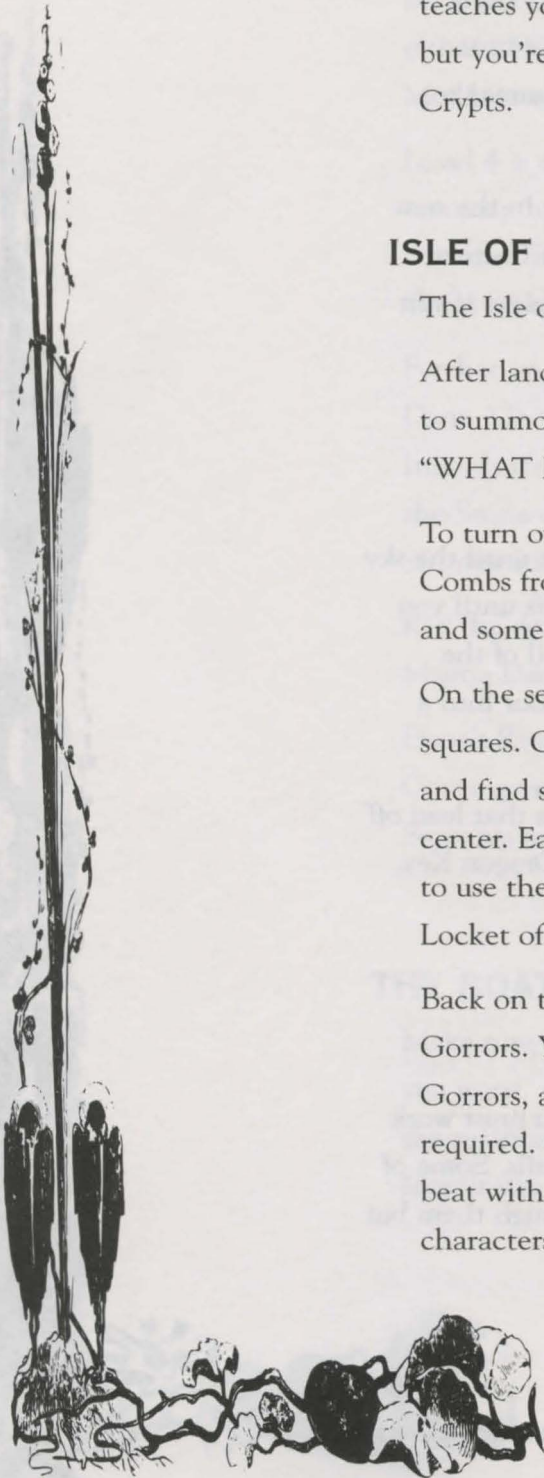 teaches yo
but you're
Crypts.
ISLE OF
The Isle o
After land
to summo
“WHAT
To turn o
Combs fro
and some
On the se
squares.
and find s
center. Ea
to use the
Locket of
Back on t
Gorrors. Y
Gorrors, a
required.
beat with
characters